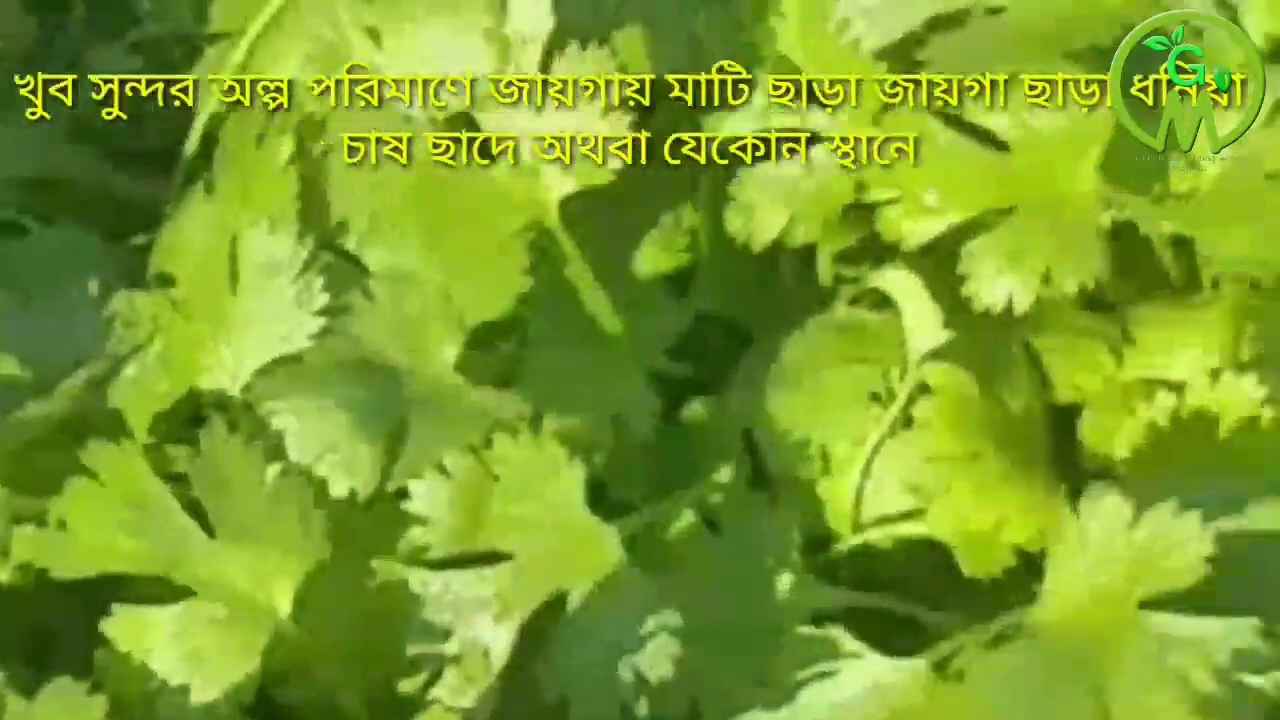 খুব সুন্দর অল্প পরিমাণে জায়গায় মাটি ছাড়া জায়গা ছাড়া ধনিয়া
চাষ ছাদে অথবা যেকোন স্থানে
G
M